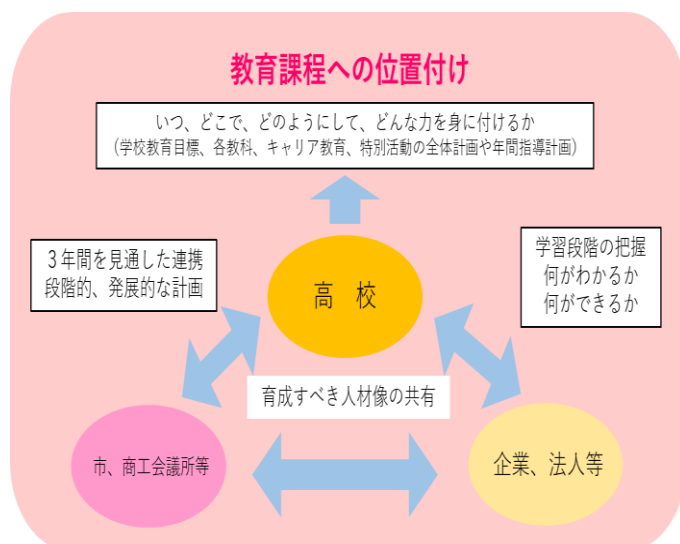 教育課程への位置付け
いつ、どこで、どのようにして、どんな力を身に付けるか
(学校教育目標、各教科、キャリア教育、特別活動の全体計画や年間指導計画)
３年間を見通した連携
段階的、発展的な計画
学習段階の把握
何がわかるか
何ができるか
高　校
育成すべき人材像の共有
市、商工会議所等
企業、法人等